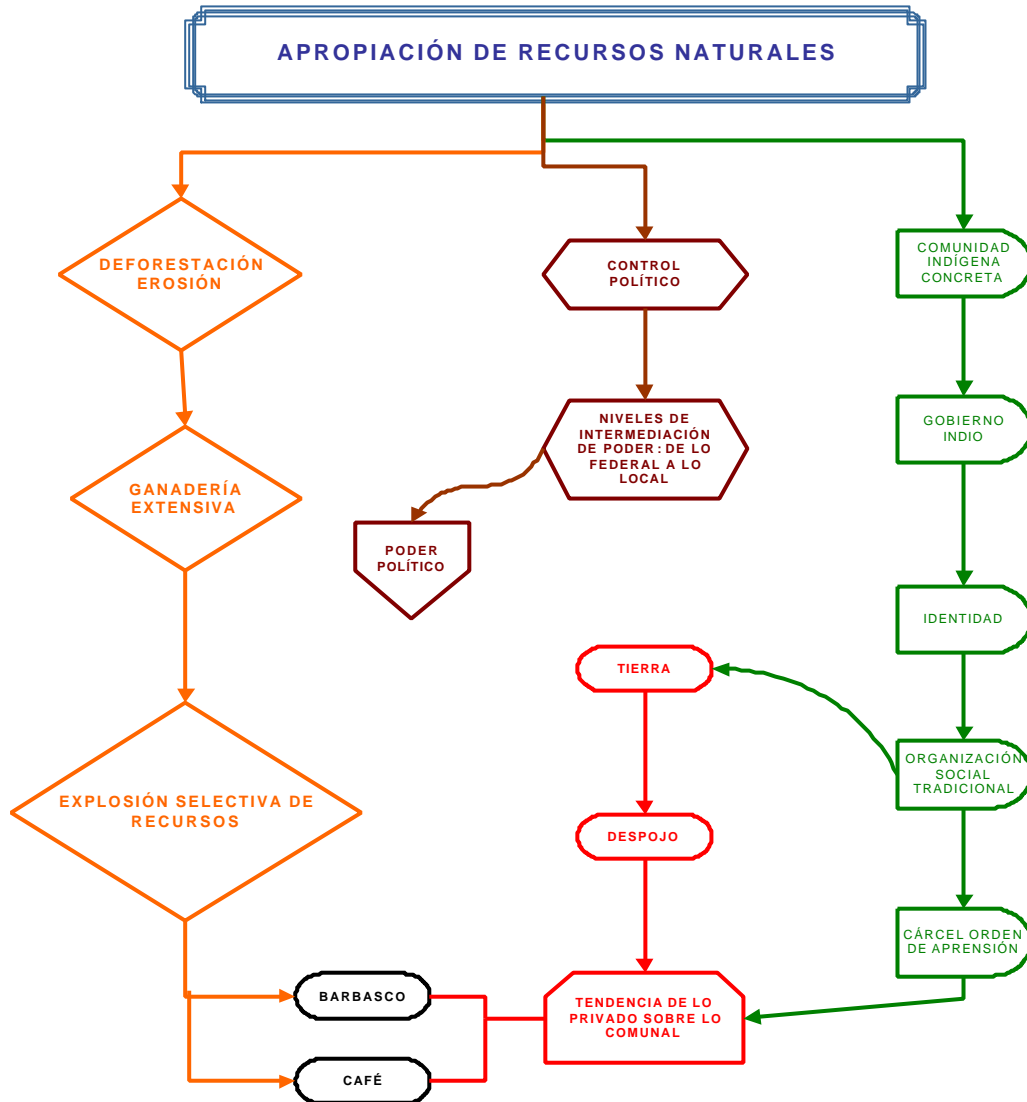 APROPIACIÓN DE RECURSOS NATURALES
DEFORESTACIÓN
EROSIÓN
CONTROL
POLÍTICO
COMUNIDAD
INDÍGENA
CONCRETA
GANADERÍA
EXTENSIVA
NIVELES DE
INTERMEDIACIÓN
DE PODER: DE LO
FEDERAL A LO
LOCAL
GOBIERNO
INDIO
PODER
POLÍTICO
IDENTIDAD
TIERRA
EXPLOSIÓN SELECTIVA DE
RECURSOS
ORGANIZACIÓN
SOCIAL
TRADICIONAL
DESPOJO
CÁRCEL ORDEN
DE APRENSIÓN
BARBASCO
TENDENCIA DE LO
PRIVADO SOBRE LO
COMUNAL
CAFÉ